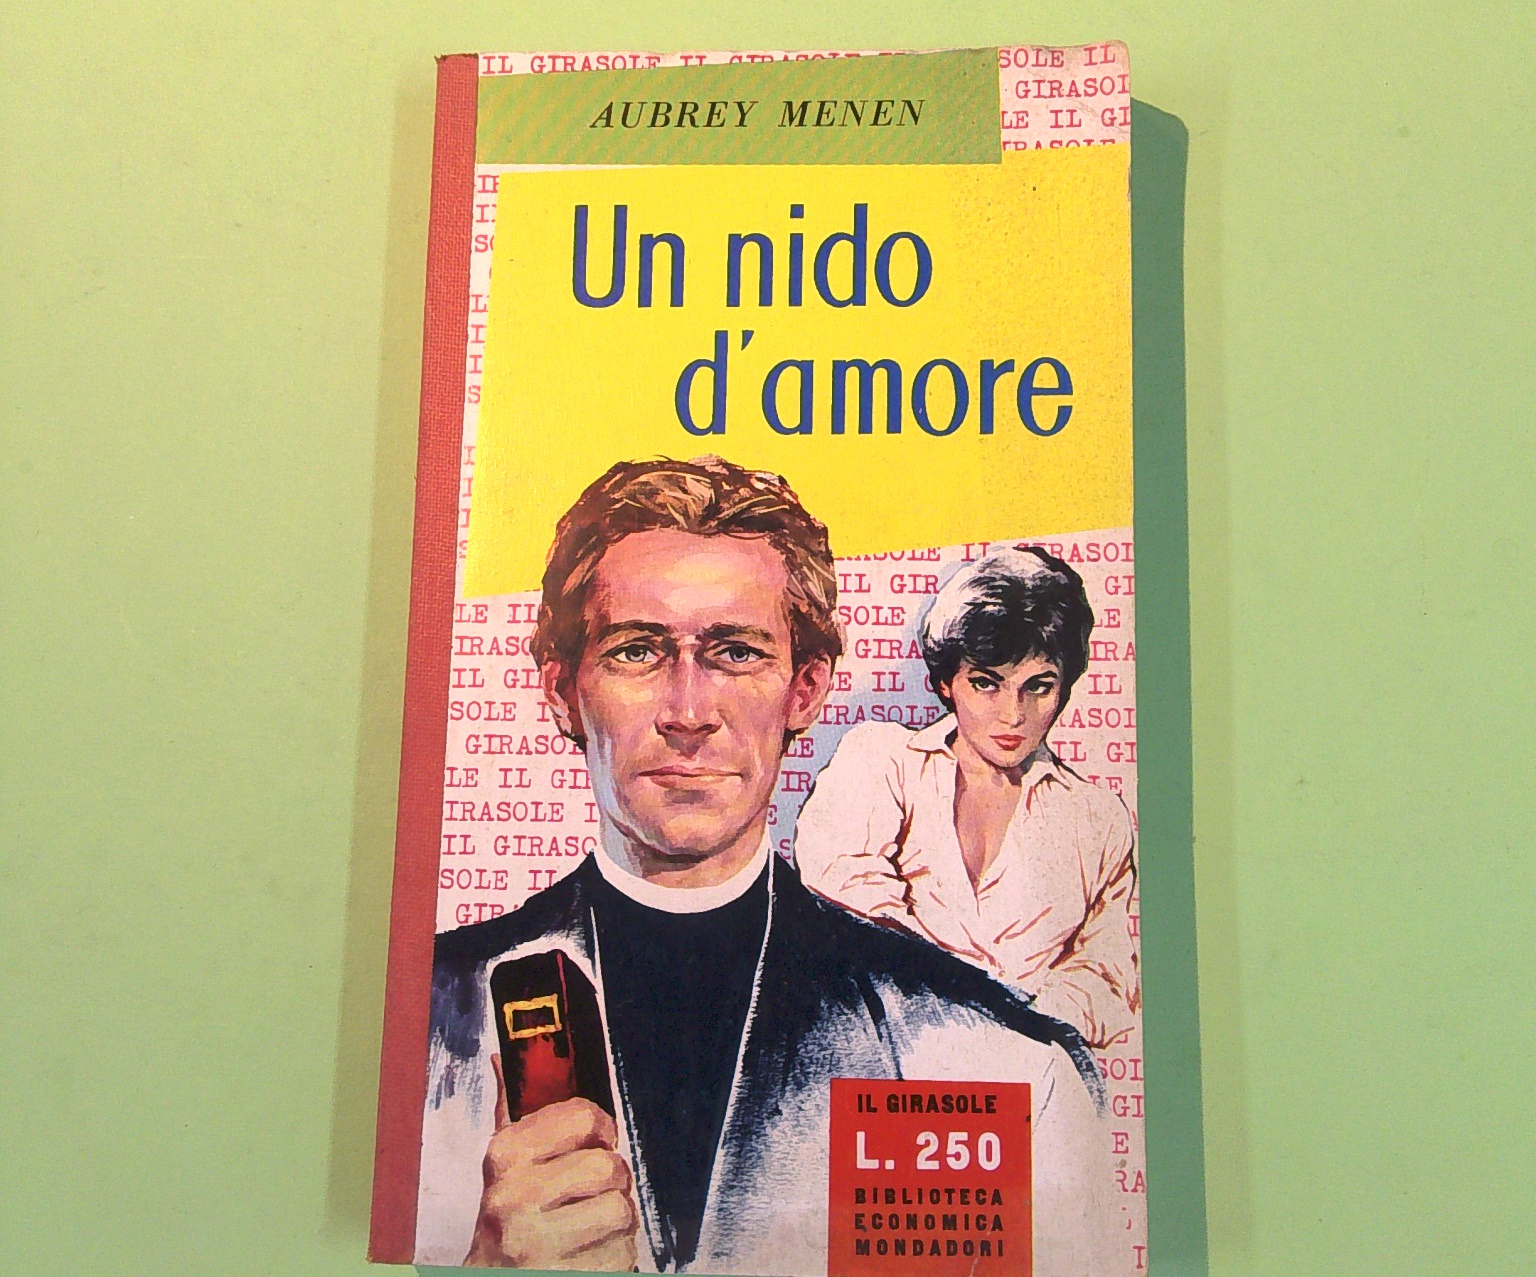 AUBREY MENEN
Un nido
d'amore
IL GIRASOLE
L. 250
BIBLIOTECA
ECONOMICA
MONDADORI